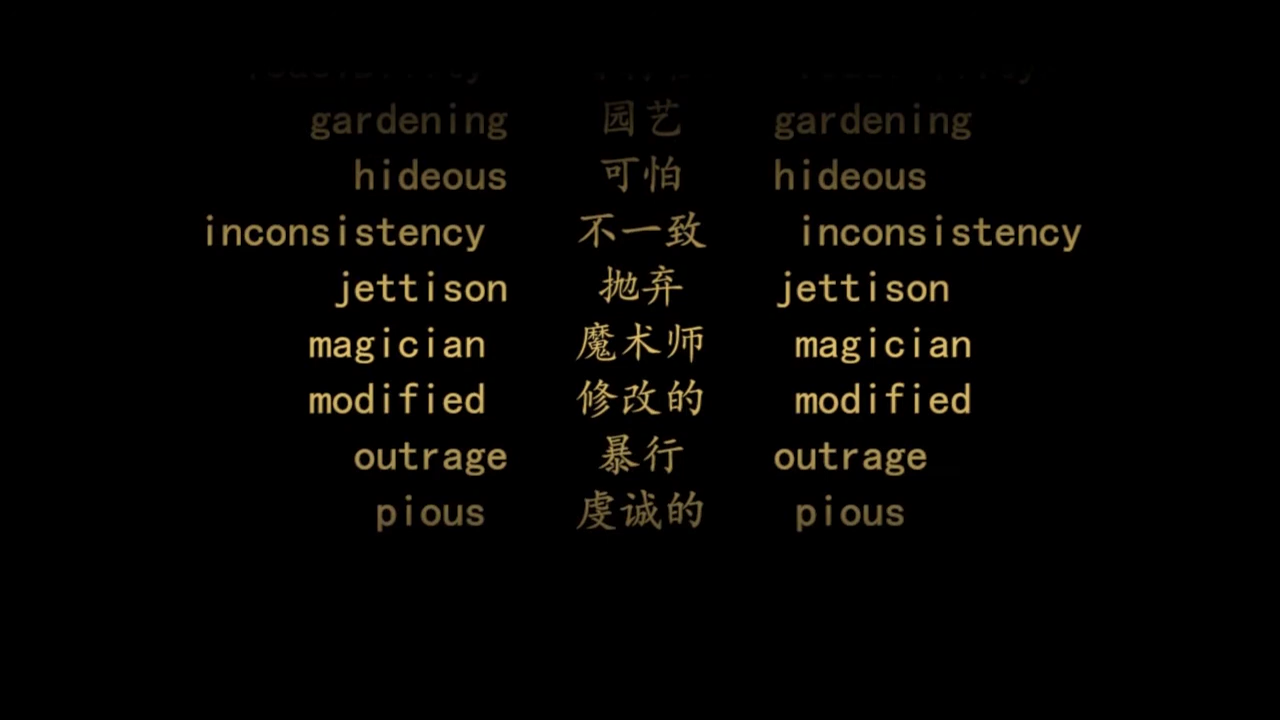 gardening 园艺 gardening
hideous 可怕 hideous
inconsistency 不一致 inconsistency
jettison 抛弃 jettison
magician 魔术师 magician
modified 修改的 modified
outrage 暴行 outrage
pious 虔诚的 pious